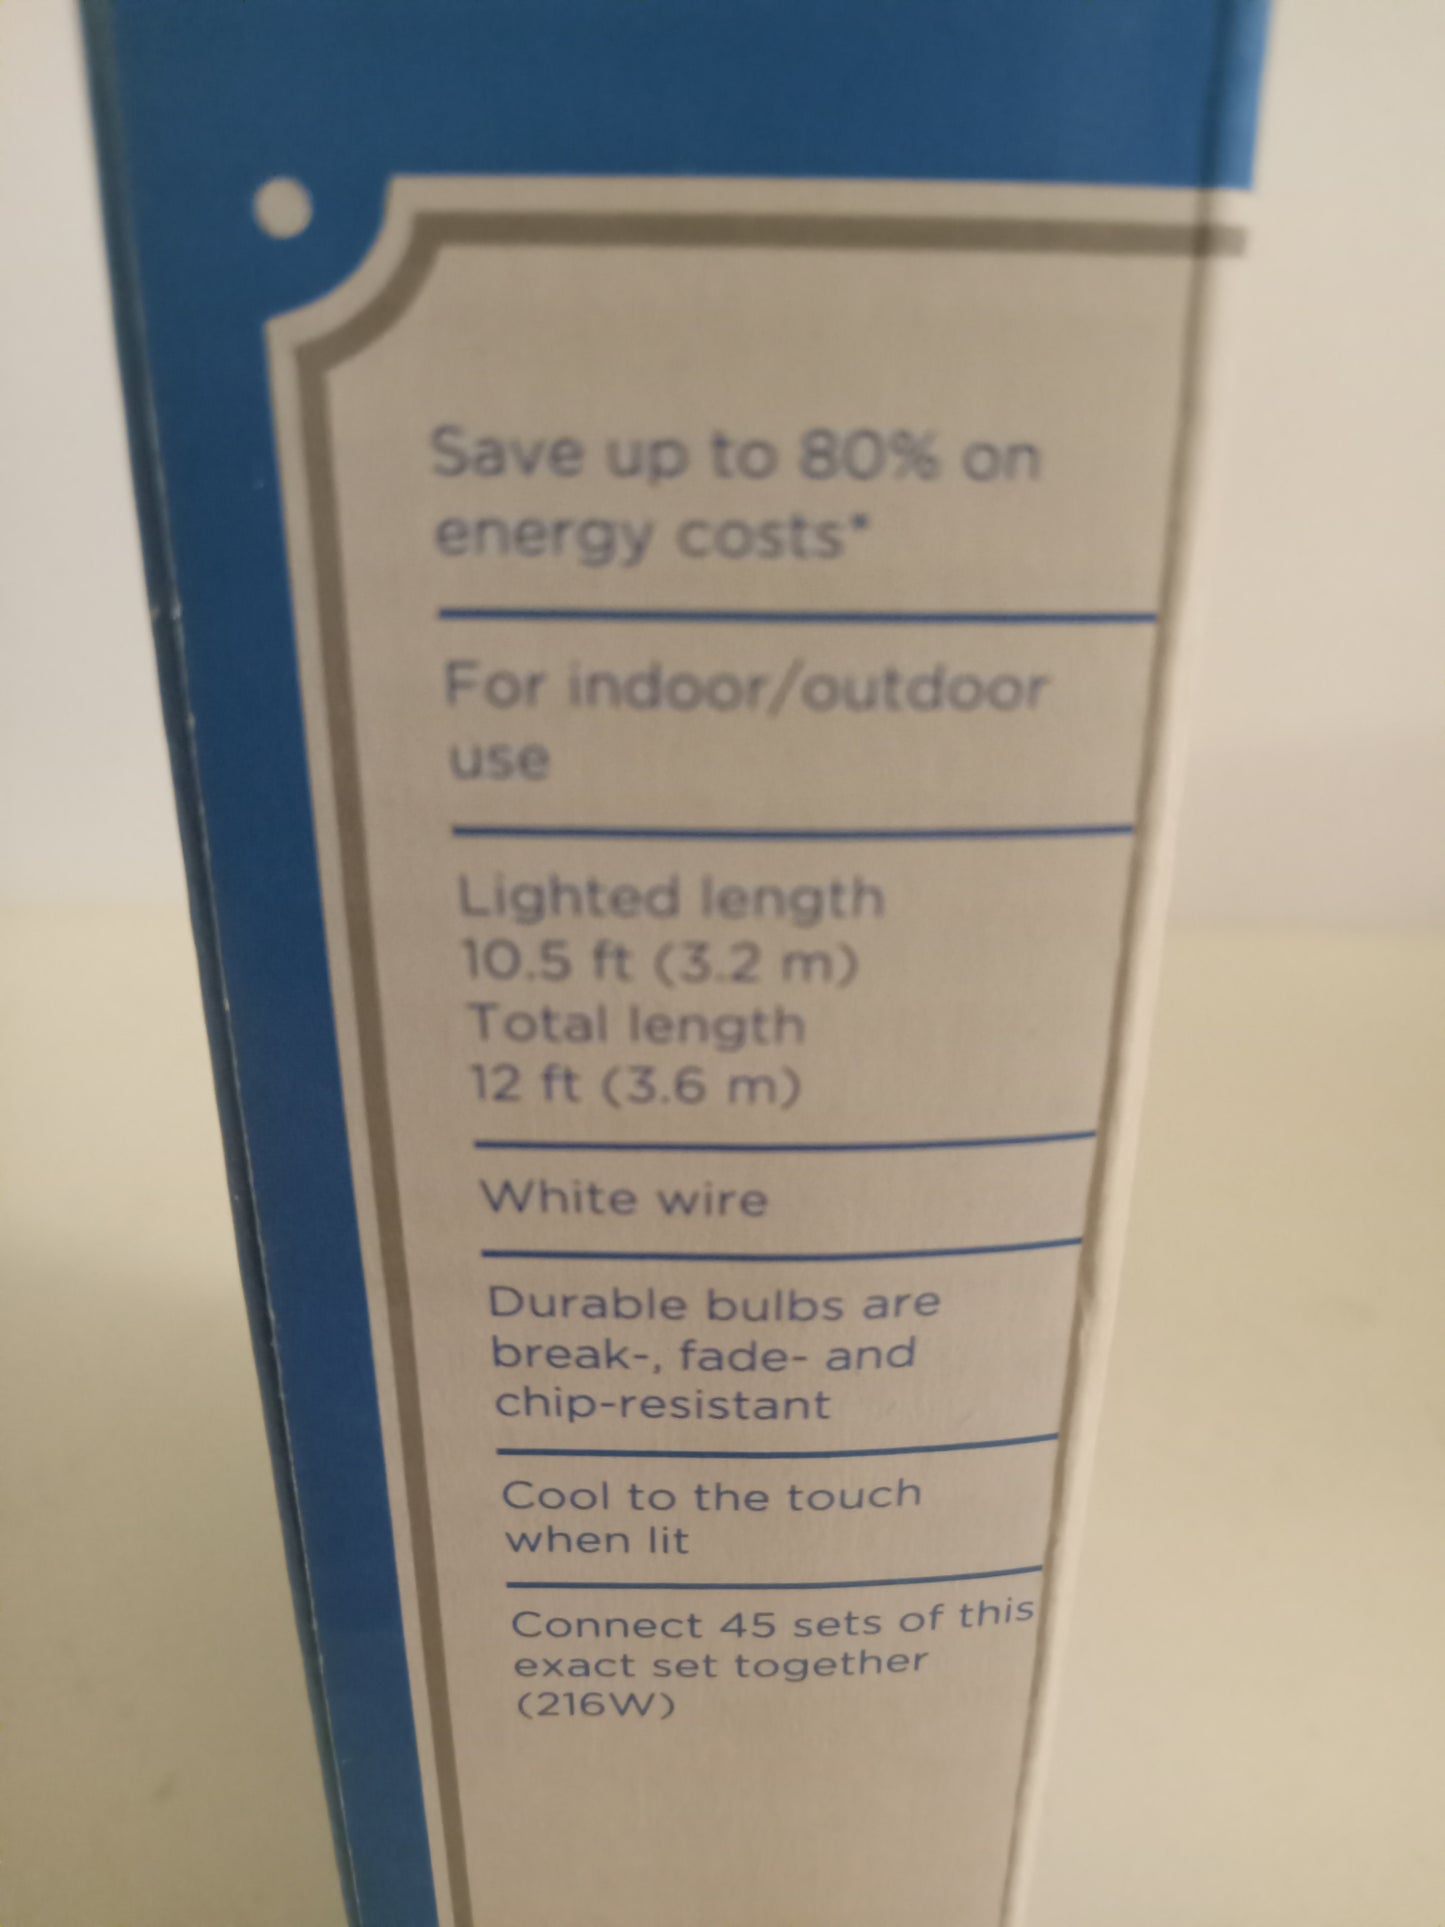 Save up to 80% on
energy costs*
For indoor/outdoor
use
Lighted length
10.5 ft (3.2 m)
Total length
12 ft (3.6 m)
White wire
Durable bulbs are
break-, fade- and
chip-resistant
Cool to the touch
when lit
Connect 45 sets of this
exact set together
(216W)